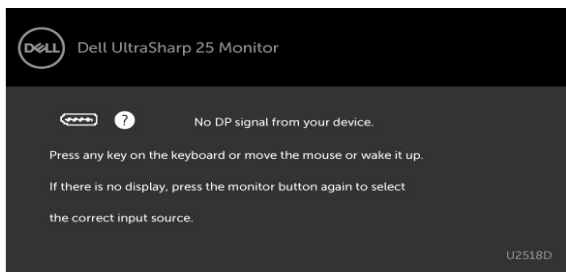 DELL
Dell UltraSharp 25 Monitor
?
No DP signal from your device.
Press any key on the keyboard or move the mouse or wake it up.
If there is no display, press the monitor button again to select
the correct input source.
U2518D